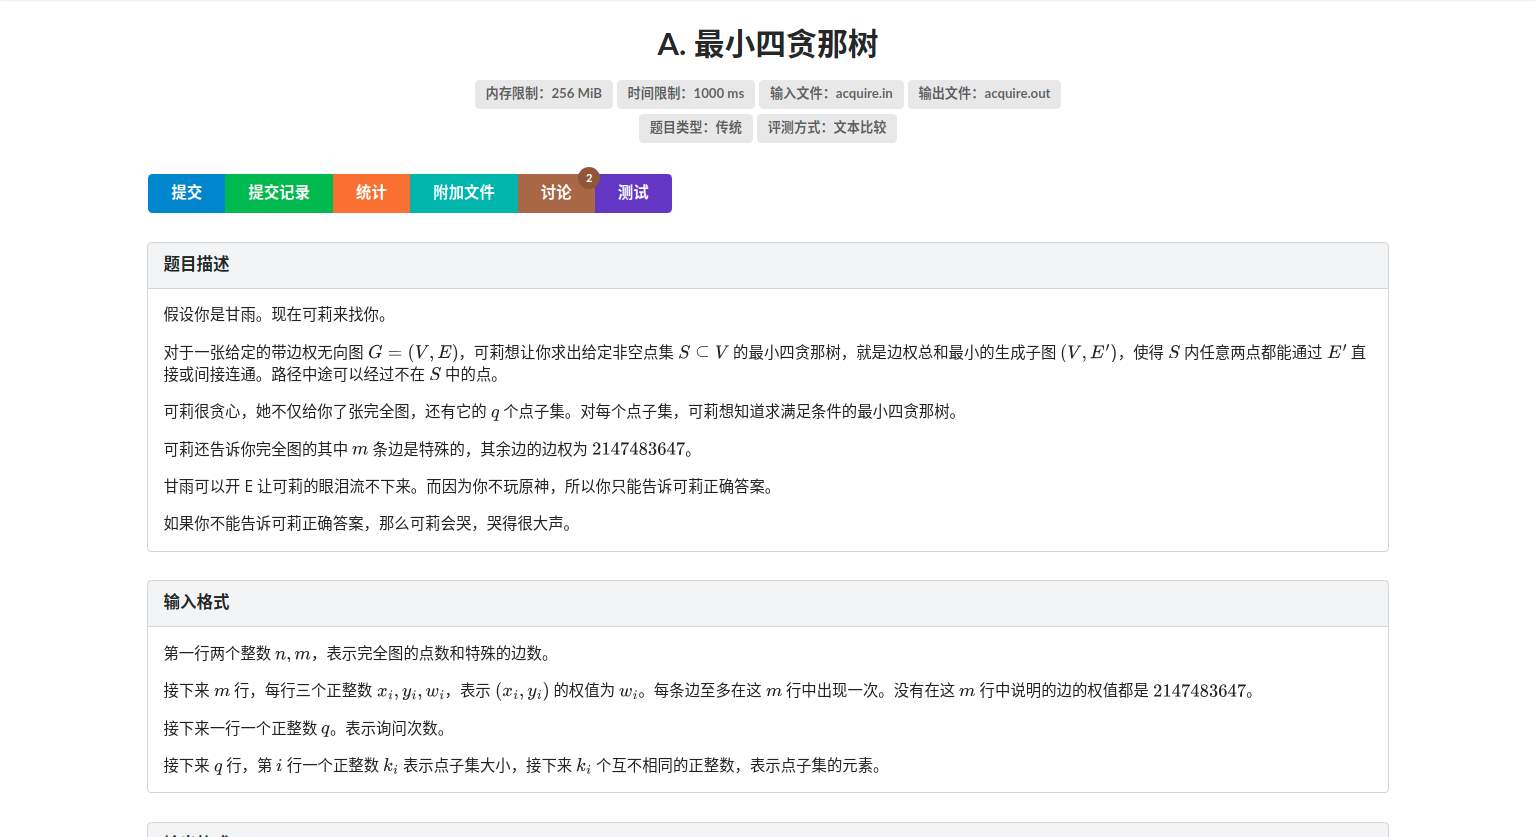 A. 最小四贪那树
内存限制：256 MiB 时间限制：1000 ms 输入文件：acquire.in 输出文件：acquire.out
题目类型：传统 评测方式：文本比较
提交 提交记录 统计 附加文件 讨论 2 测试
题目描述
假设你是甘雨。现在可莉来找你。
对于一张给定的带边权无向图 G = (V, E)，可莉想让你求出给定非空点集 S ⊂ V 的最小四贪那树，就是边权总和最小的生成子图 (V, E′)，使得 S 内任意两点都能通过 E′ 直
接或间接连通。路径中途可以经过不在 S 中的点。
可莉很贪心，她不仅给你了张完全图，还有它的 q 个点子集。对每个点子集，可莉想知道求满足条件的最小四贪那树。
可莉还告诉你完全图的其中 m 条边是特殊的，其余边的边权为 2147483647。
甘雨可以开 E 让可莉的眼泪流不下来。而因为你不玩原神，所以你只能告诉可莉正确答案。
如果你不能告诉可莉正确答案，那么可莉会哭，哭得很大声。
输入格式
第一行两个整数 n, m，表示完全图的点数和特殊的边数。
接下来 m 行，每行三个正整数 xᵢ, yᵢ, wᵢ，表示 (xᵢ, yᵢ) 的权值为 wᵢ。每条边至多在这 m 行中出现一次。没有在这 m 行中说明的边的权值都是 2147483647。
接下来一行一个正整数 q。表示询问次数。
接下来 q 行，第 i 行一个正整数 kᵢ 表示点子集大小，接下来 kᵢ 个互不相同的正整数，表示点子集的元素。